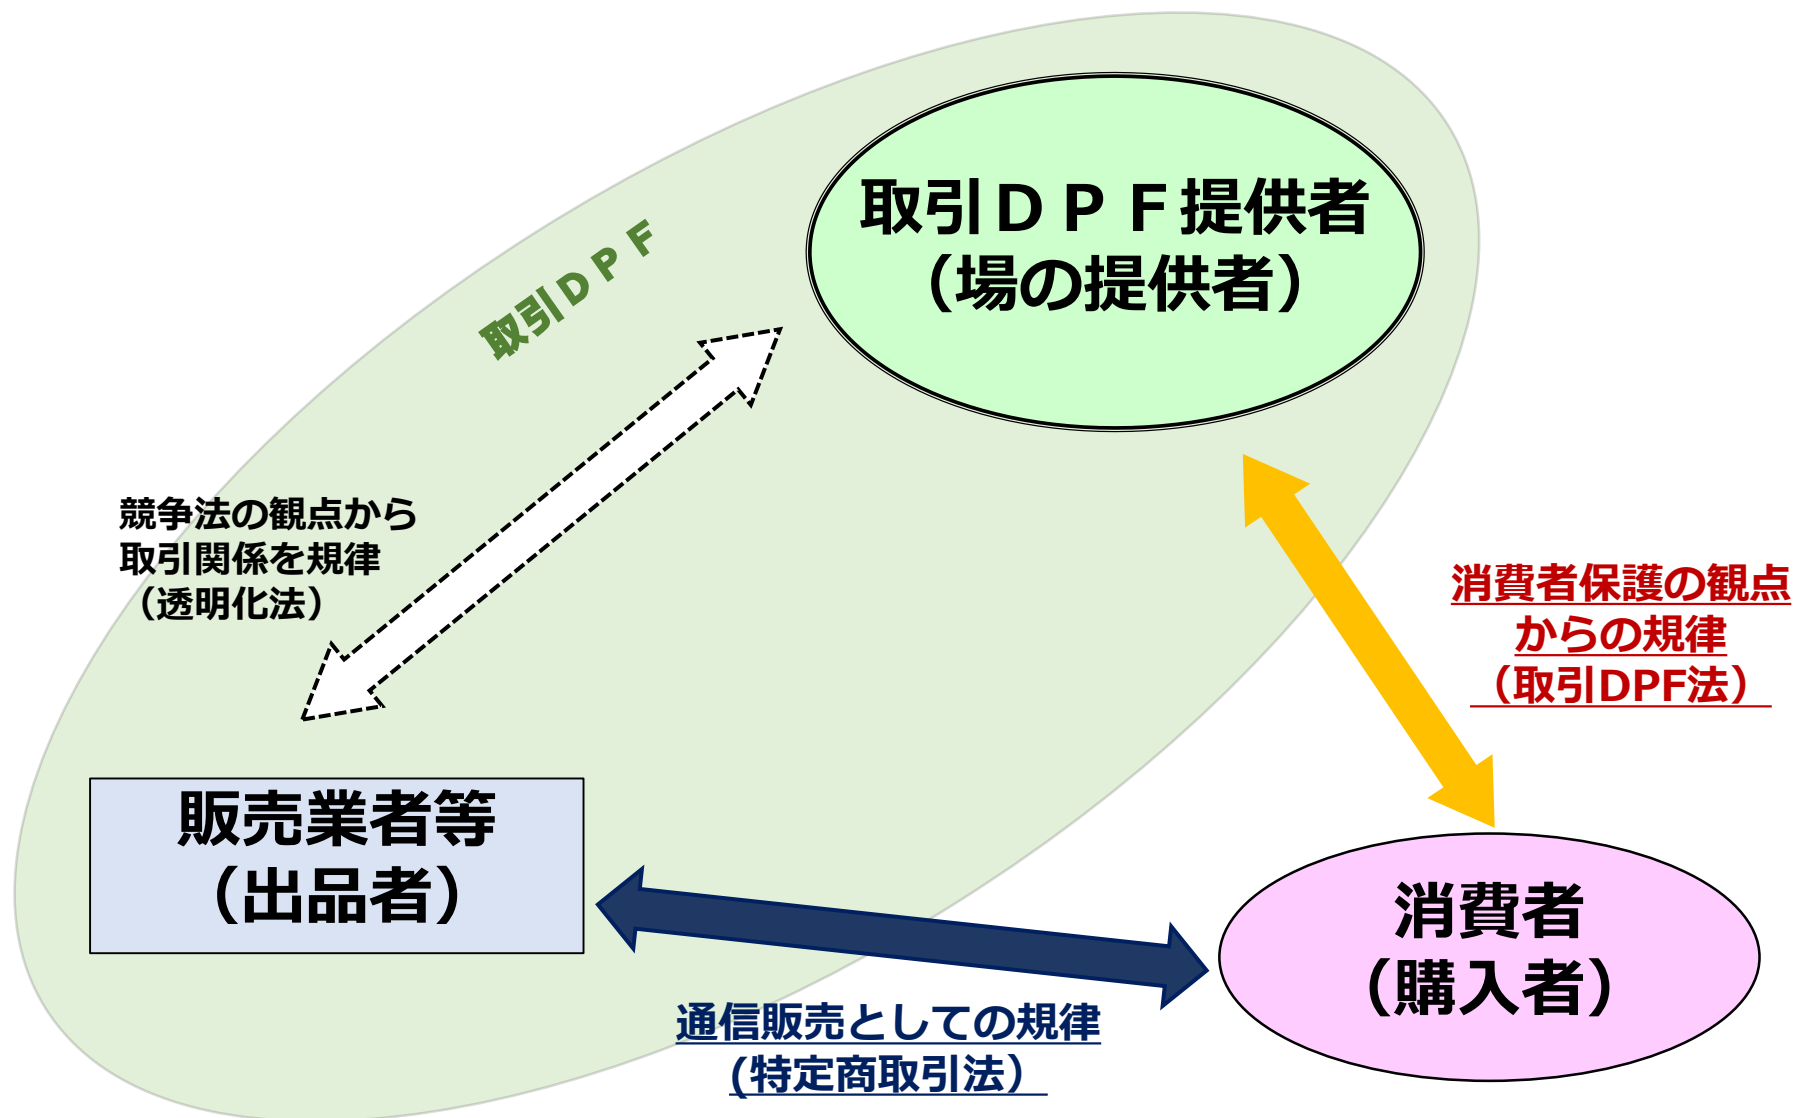 取引ＤＰＦ提供者
（場の提供者）
取引ＤＰＦ
競争法の観点から
取引関係を規律
（透明化法）
消費者保護の観点
からの規律
（取引DPF法）
販売業者等
（出品者）
消費者
（購入者）
通信販売としての規律
(特定商取引法）